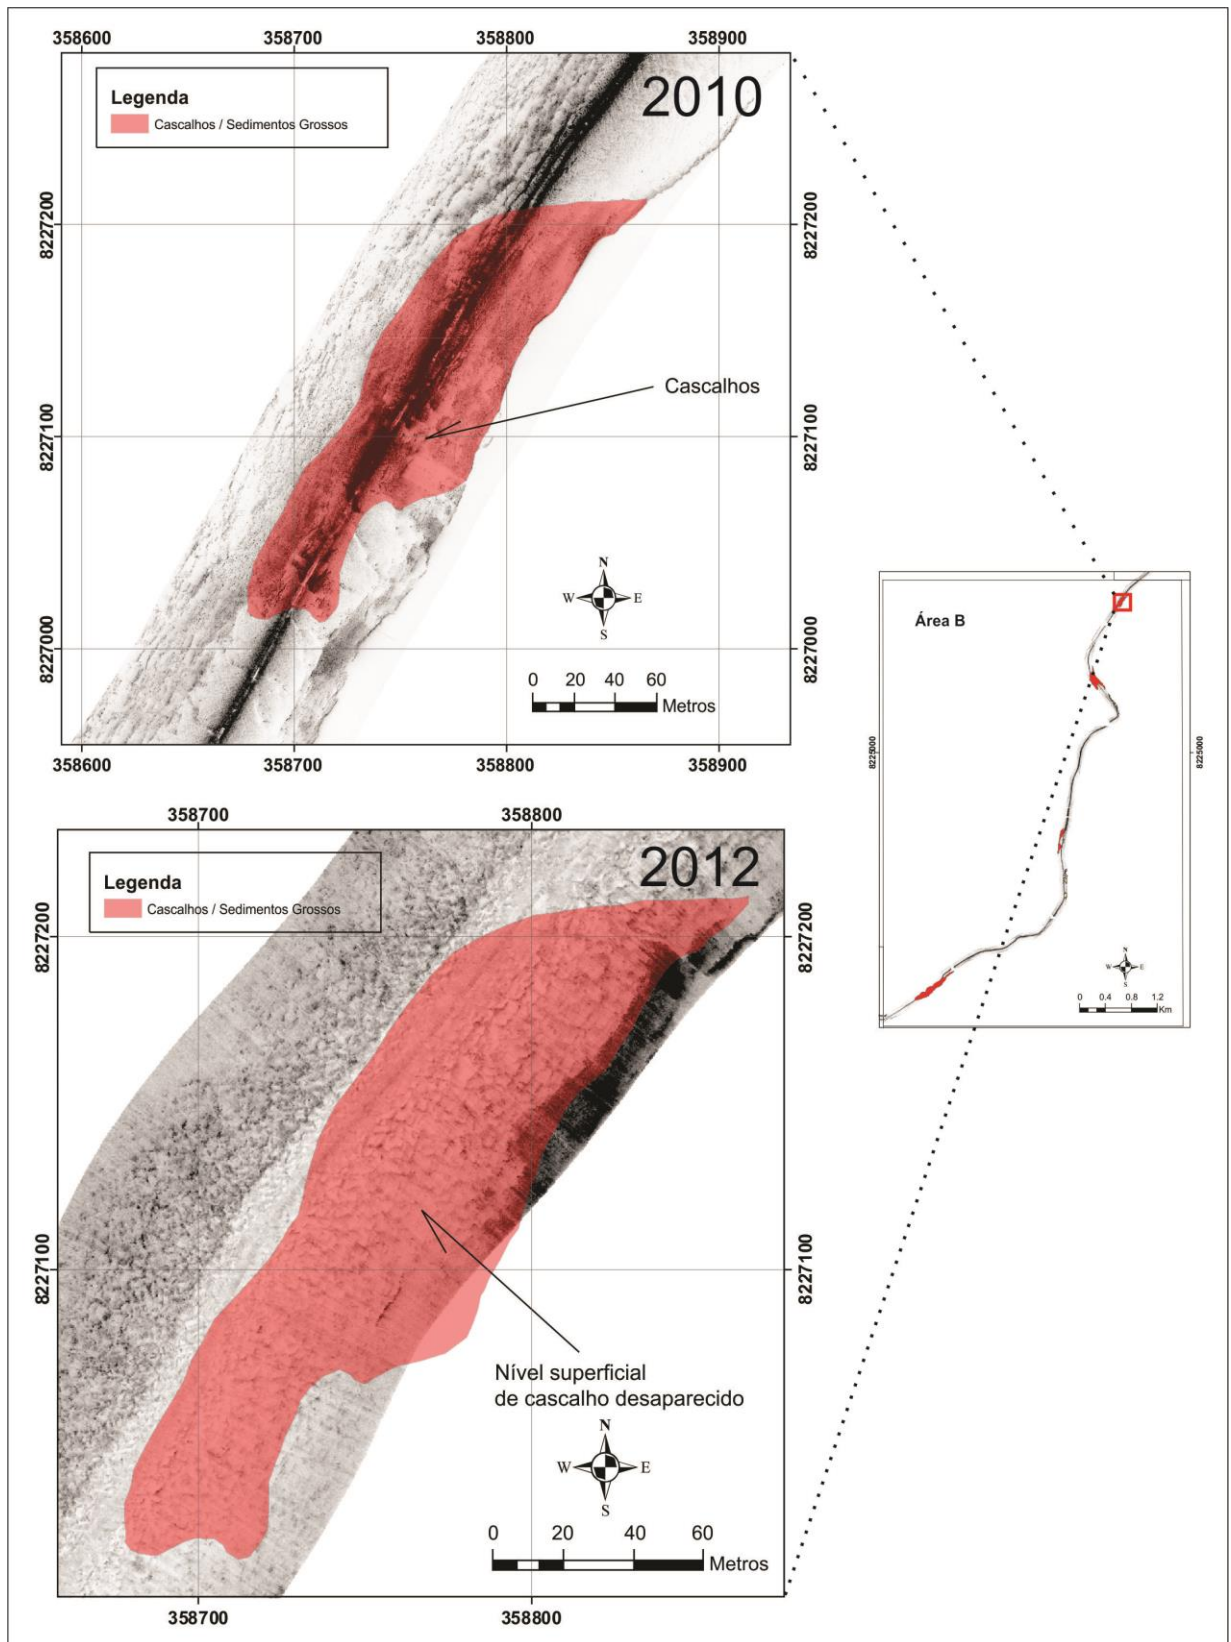 358600 358700 358800 358900
2010
Legenda
Cascalhos / Sedimentos Grossos
8227200 8227200
Cascalhos
8227100 8227100
N
W E
S
8227000 8227000
0 20 40 60
Metros
358600 358700 358800 358900
Área B
8225000 8225000
N
W E
S
0 0.4 0.8 1.2
Km
358700 358800
2012
Legenda
Cascalhos / Sedimentos Grossos
8227200 8227200
8227100 8227100
Nível superficial
de cascalho desaparecido
N
W E
S
0 20 40 60
Metros
358700 358800